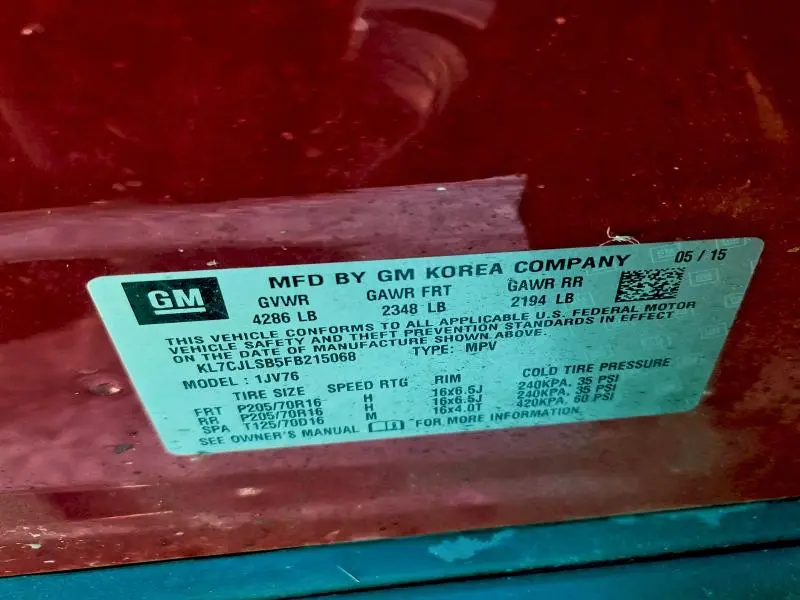 GM
MFD BY GM KOREA COMPANY 05 / 15
GVWR GAWR FRT GAWR RR
4286 LB 2348 LB 2194 LB
THIS VEHICLE CONFORMS TO ALL APPLICABLE U.S. FEDERAL MOTOR
VEHICLE SAFETY AND THEFT PREVENTION STANDARDS IN EFFECT
ON THE DATE OF MANUFACTURE SHOWN ABOVE.
KL7CJLSB5FB215068 TYPE: MPV
MODEL : 1JV76
TIRE SIZE SPEED RTG RIM COLD TIRE PRESSURE
FRT P205/70R16 H 16x6.5J 240KPA, 35 PSI
RR P205/70R16 H 16x6.5J 240KPA, 35 PSI
SPA T125/70D16 M 16x4.0T 420KPA, 60 PSI
SEE OWNER'S MANUAL FOR MORE INFORMATION